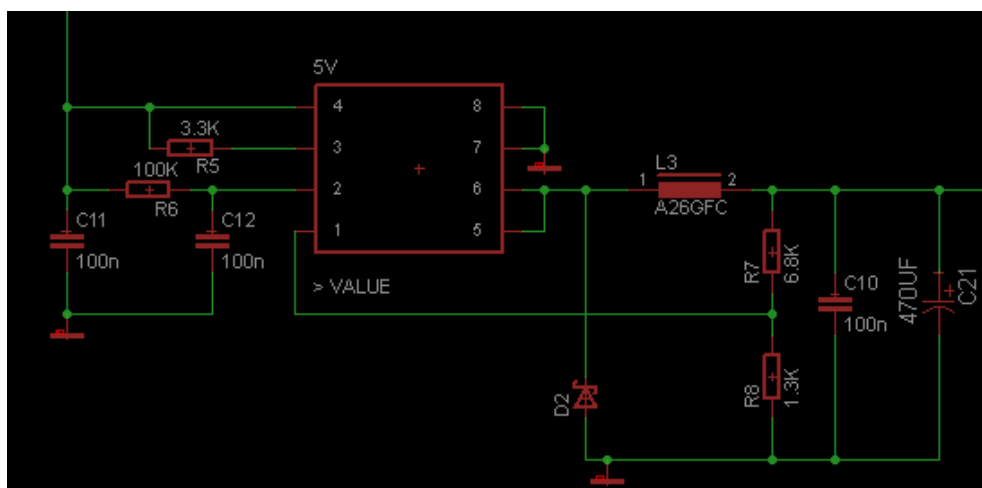 5V
4
8
3.3K
3
7
R5
100K
L3
2
6
1
2
R6
A26GFC
C11
C12
1
5
100n
100n
R7
6.8K
C10
470UF
C21
> VALUE
100n
D2
R8
1.3K